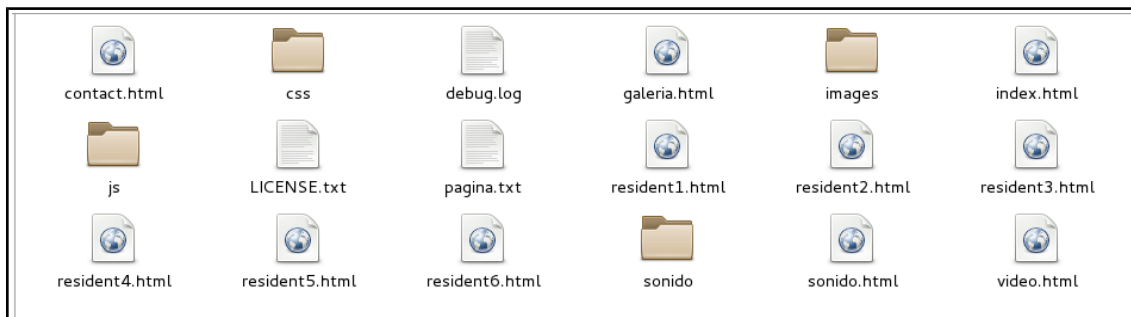 contact.html css debug.log galeria.html images index.html
js LICENSE.txt pagina.txt resident1.html resident2.html resident3.html
resident4.html resident5.html resident6.html sonido sonido.html video.html